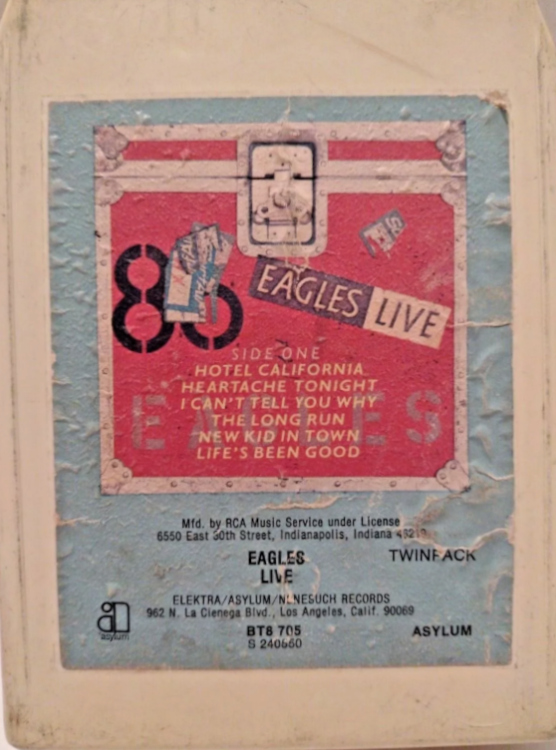 86
EAGLES LIVE
SIDE ONE
HOTEL CALIFORNIA
HEARTACHE TONIGHT
I CAN'T TELL YOU WHY
THE LONG RUN
NEW KID IN TOWN
LIFE'S BEEN GOOD
EAGLES
Mfd. by RCA Music Service under License
6550 East 30th Street, Indianapolis, Indiana
EAGLES
LIVE
TWINPACK
ELEKTRA/ASYLUM/NONESUCH RECORDS
962 N. La Cienega Blvd., Los Angeles, Calif. 90069
asylum
BT8 705
ASYLUM
S 240660